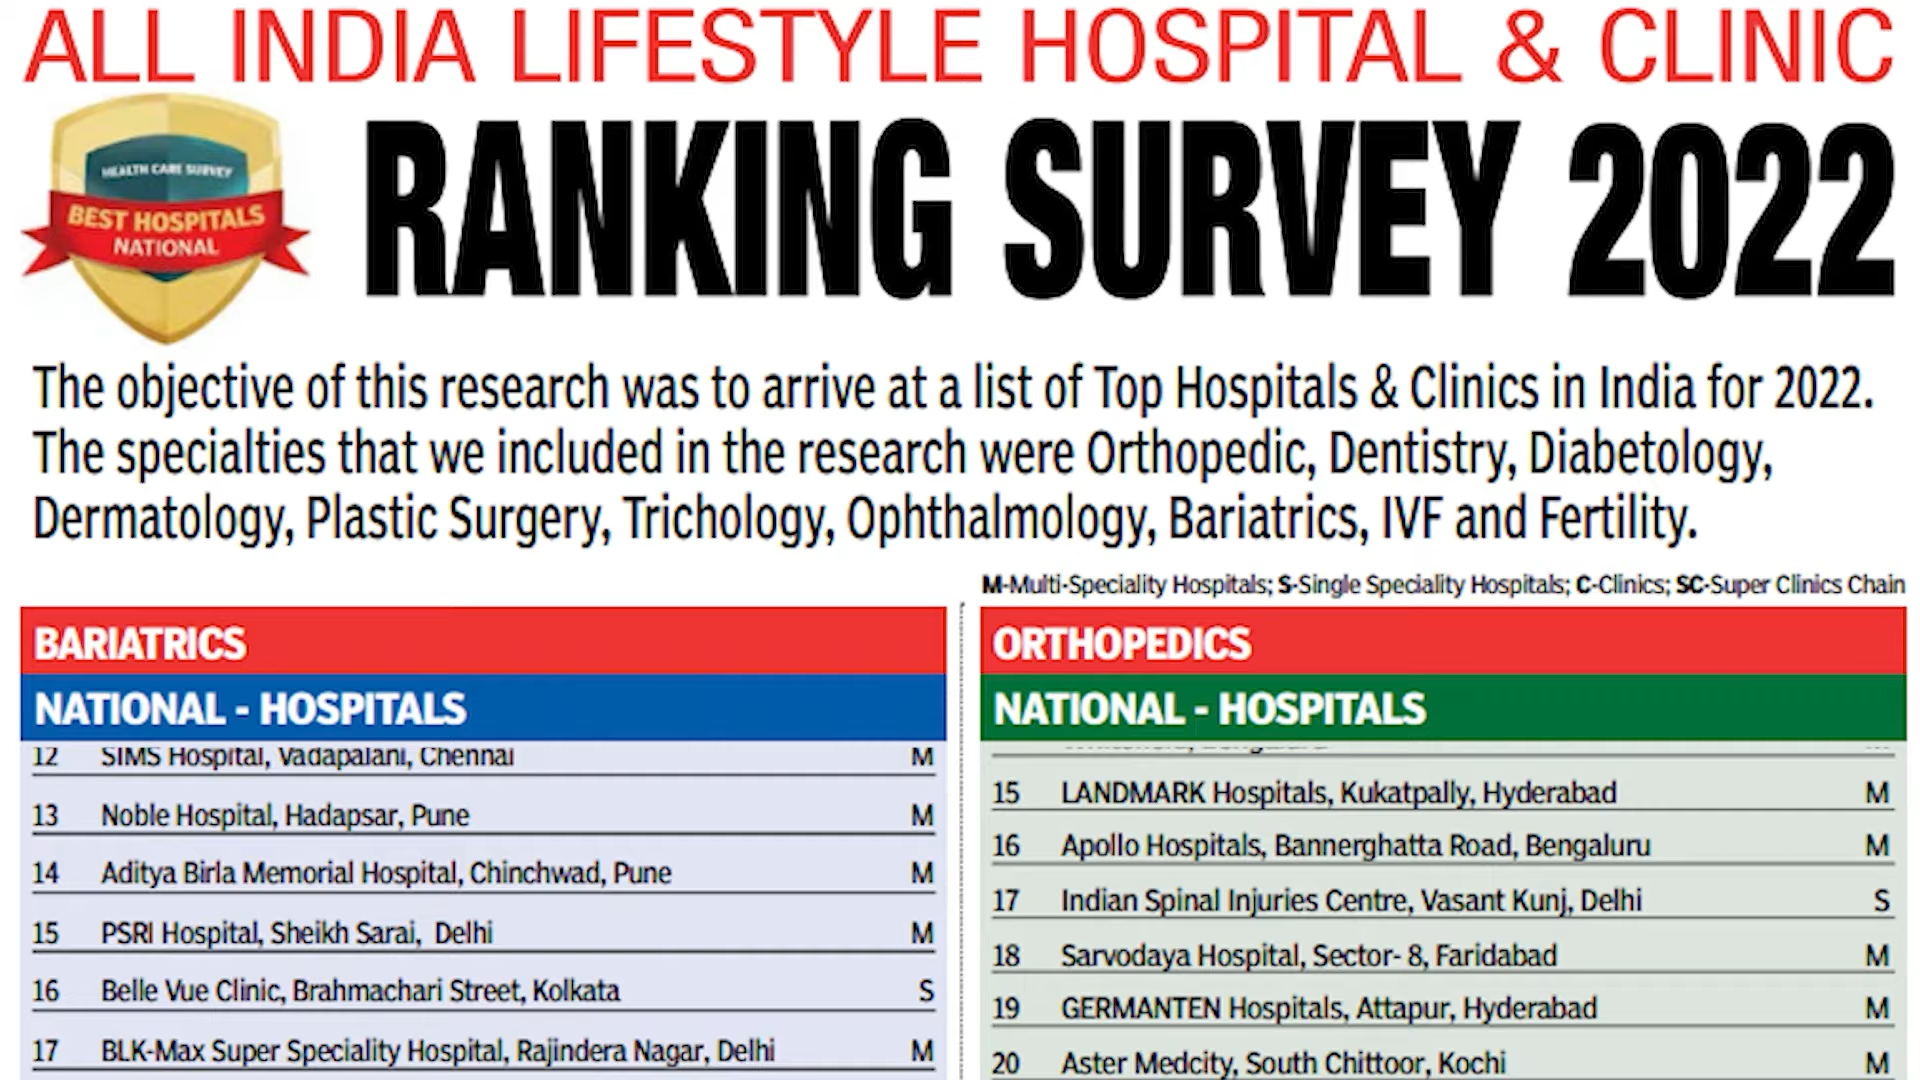 ALL INDIA LIFESTYLE HOSPITAL & CLINIC
HEALTH CARE SURVEY
BEST HOSPITALS
NATIONAL
RANKING SURVEY 2022
The objective of this research was to arrive at a list of Top Hospitals & Clinics in India for 2022.
The specialties that we included in the research were Orthopedic, Dentistry, Diabetology,
Dermatology, Plastic Surgery, Trichology, Ophthalmology, Bariatrics, IVF and Fertility.
M-Multi-Speciality Hospitals; S-Single Speciality Hospitals; C-Clinics; SC-Super Clinics Chain
BARIATRICS
NATIONAL - HOSPITALS
12 SIMS Hospital, Vadapalani, Chennai M
13 Noble Hospital, Hadapsar, Pune M
14 Aditya Birla Memorial Hospital, Chinchwad, Pune M
15 PSRI Hospital, Sheikh Sarai, Delhi M
16 Belle Vue Clinic, Brahmachari Street, Kolkata S
17 BLK-Max Super Speciality Hospital, Rajindera Nagar, Delhi M
ORTHOPEDICS
NATIONAL - HOSPITALS
15 LANDMARK Hospitals, Kukatpally, Hyderabad M
16 Apollo Hospitals, Bannerghatta Road, Bengaluru M
17 Indian Spinal Injuries Centre, Vasant Kunj, Delhi S
18 Sarvodaya Hospital, Sector- 8, Faridabad M
19 GERMANTEN Hospitals, Attapur, Hyderabad M
20 Aster Medcity, South Chittoor, Kochi M